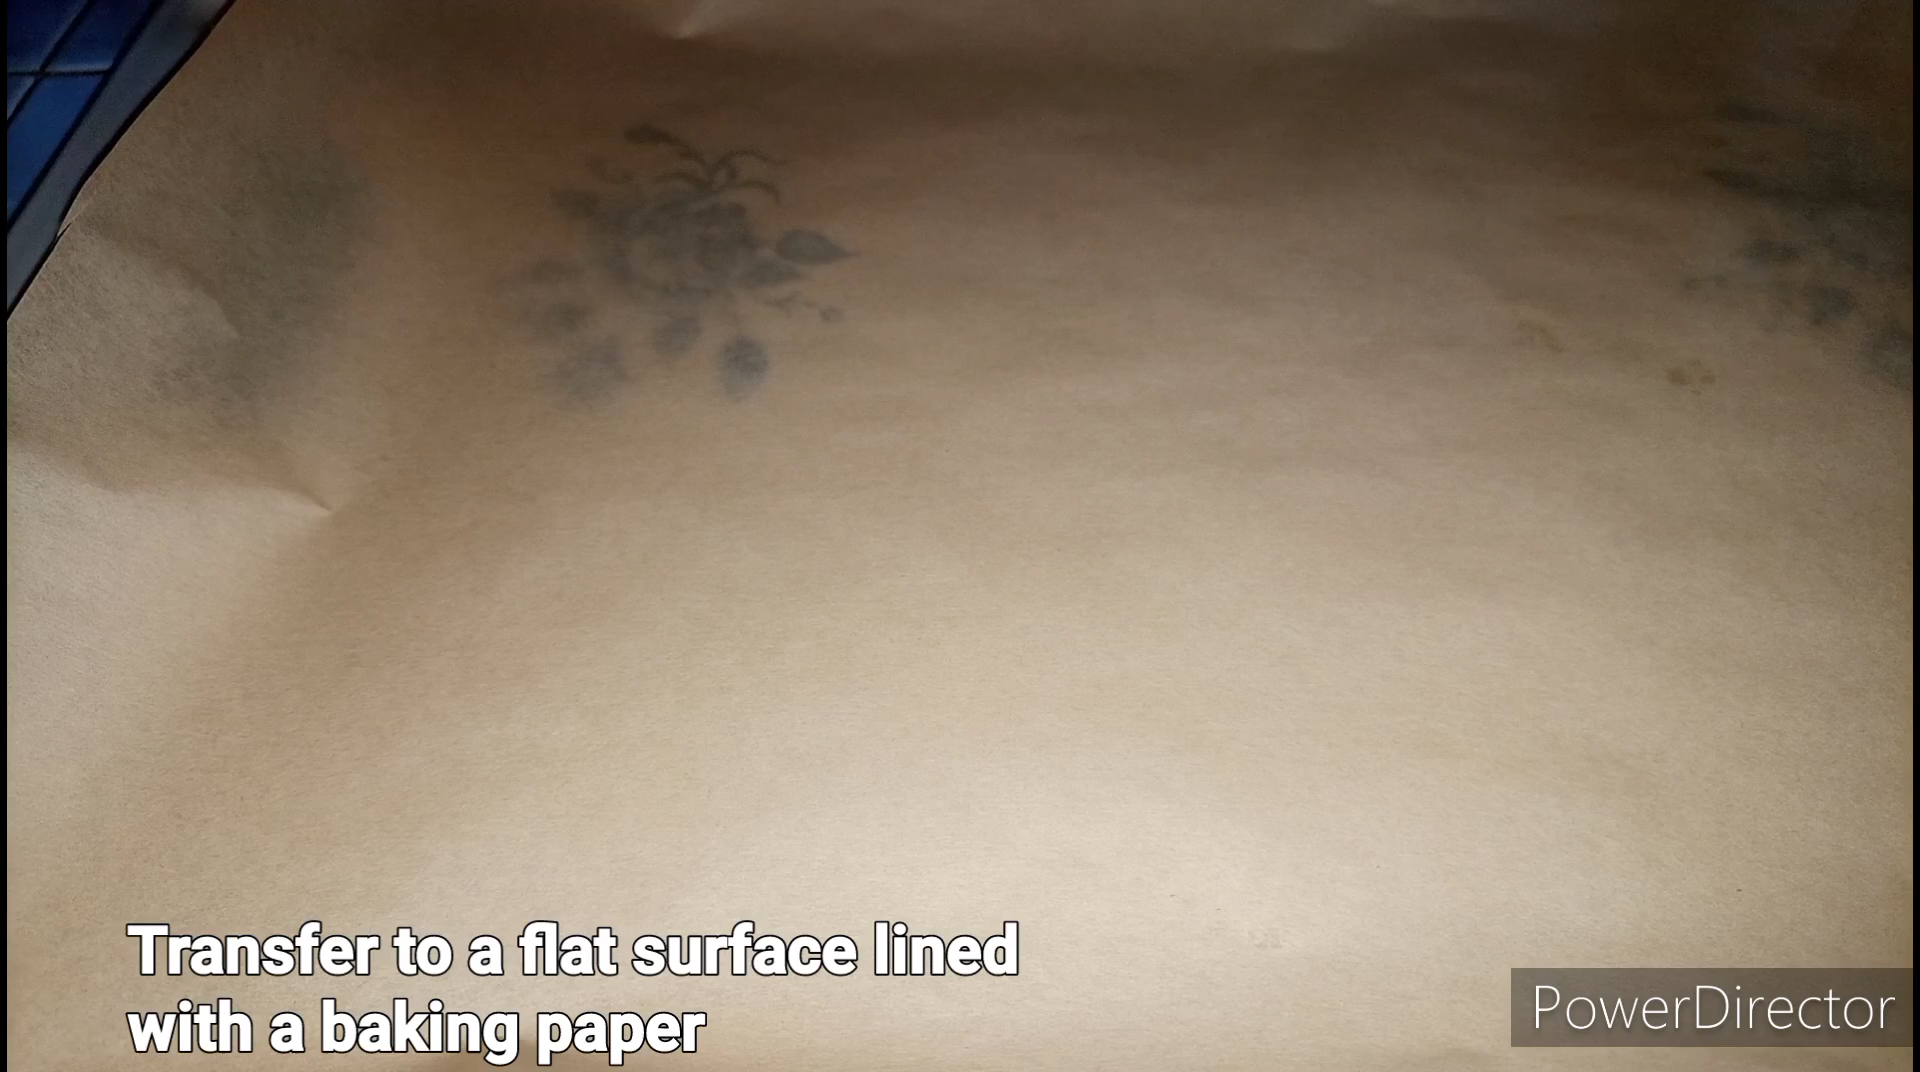 Transfer to a flat surface lined
with a baking paper
PowerDirector